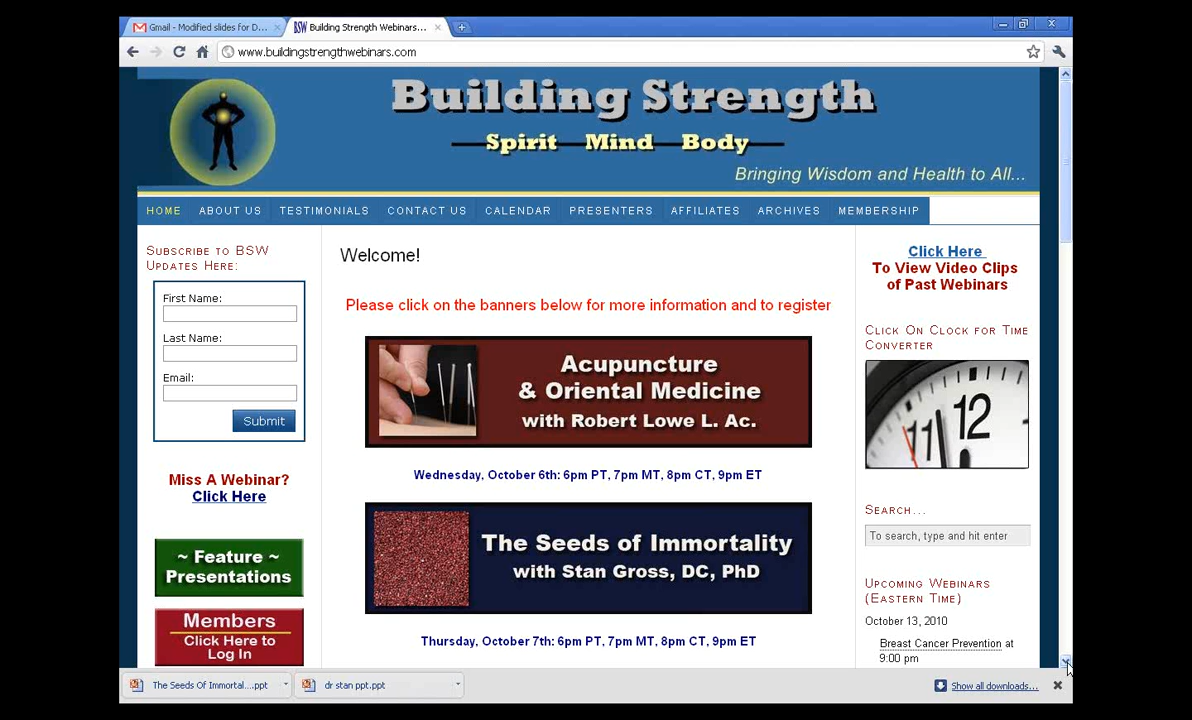 Gmail - Modified slides for D...
BSW Building Strength Webinars...
www.buildingstrengthwebinars.com
Building Strength
Spirit Mind Body
Bringing Wisdom and Health to All...
HOME ABOUT US TESTIMONIALS CONTACT US CALENDAR PRESENTERS AFFILIATES ARCHIVES MEMBERSHIP
Subscribe to BSW
Updates Here:
First Name:
Last Name:
Email:
Submit
Miss A Webinar?
Click Here
~ Feature ~
Presentations
Members
Click Here to
Log In
Welcome!
Please click on the banners below for more information and to register
Acupuncture
& Oriental Medicine
with Robert Lowe L. Ac.
Wednesday, October 6th: 6pm PT, 7pm MT, 8pm CT, 9pm ET
The Seeds of Immortality
with Stan Gross, DC, PhD
Thursday, October 7th: 6pm PT, 7pm MT, 8pm CT, 9pm ET
Click Here
To View Video Clips
of Past Webinars
Click On Clock for Time
Converter
12
Search...
To search, type and hit enter
Upcoming Webinars
(Eastern Time)
October 13, 2010
Breast Cancer Prevention at
9:00 pm
The Seeds Of Immortal....ppt
dr stan ppt.ppt
Show all downloads...